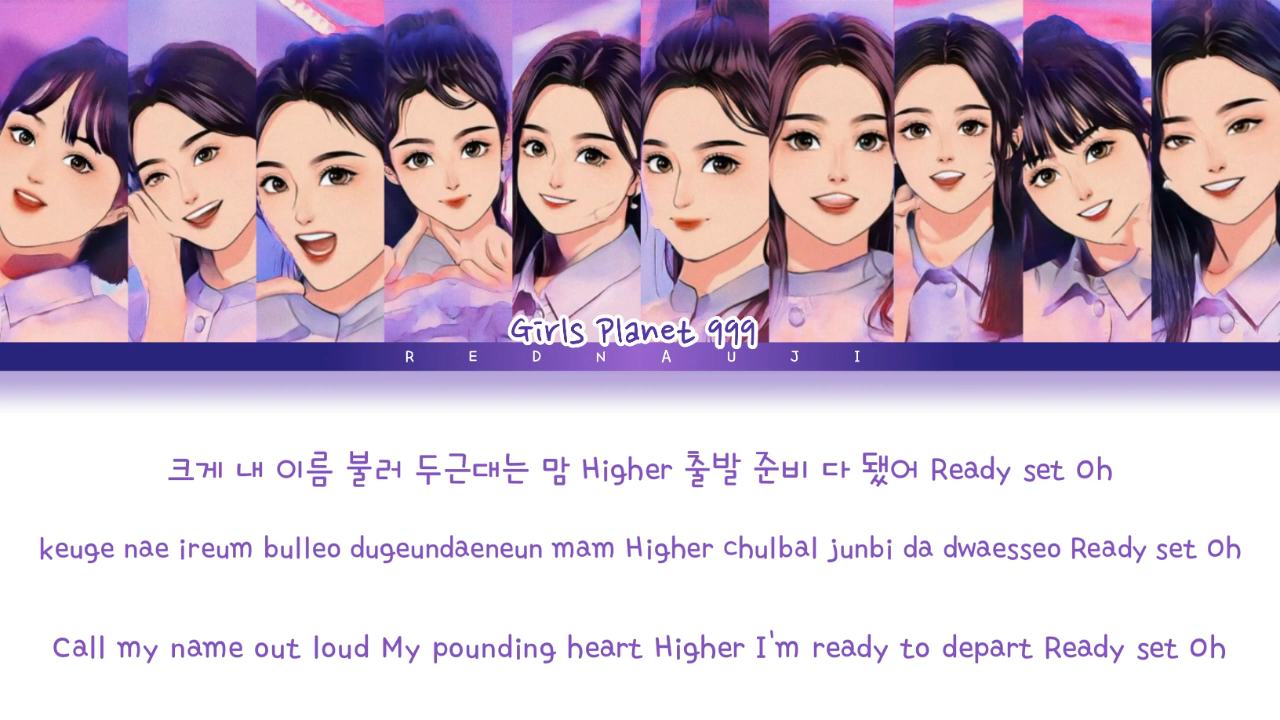 Girls Planet 999
REDNAUJI
크게 내 이름 불러 두근대는 맘 Higher 출발 준비 다 됐어 Ready set Oh
keuge nae ireum bulleo dugeundaeneun mam Higher chulbal junbi da dwaesseo Ready set Oh
Call my name out loud My pounding heart Higher I'm ready to depart Ready set Oh